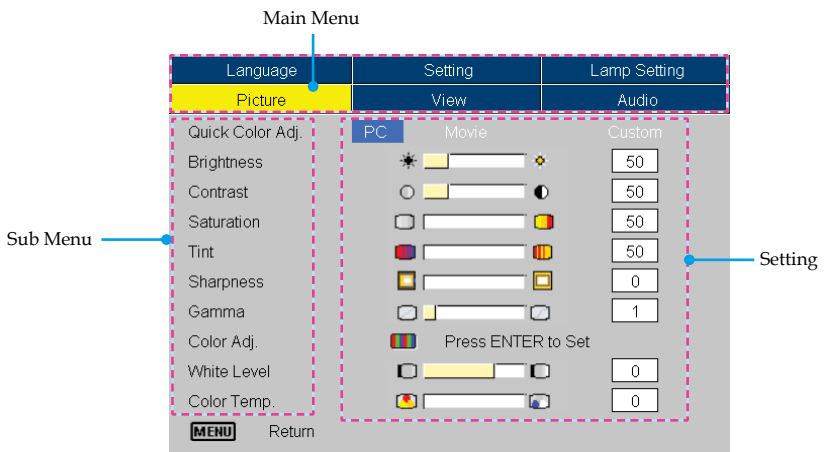 Main Menu
Language Setting Lamp Setting
Picture View Audio
Quick Color Adj. PC Movie Custom
Brightness 50
Contrast 50
Saturation 50
Sub Menu
Tint 50
Setting
Sharpness 0
Gamma 1
Color Adj. Press ENTER to Set
White Level 0
Color Temp. 0
MENU Return